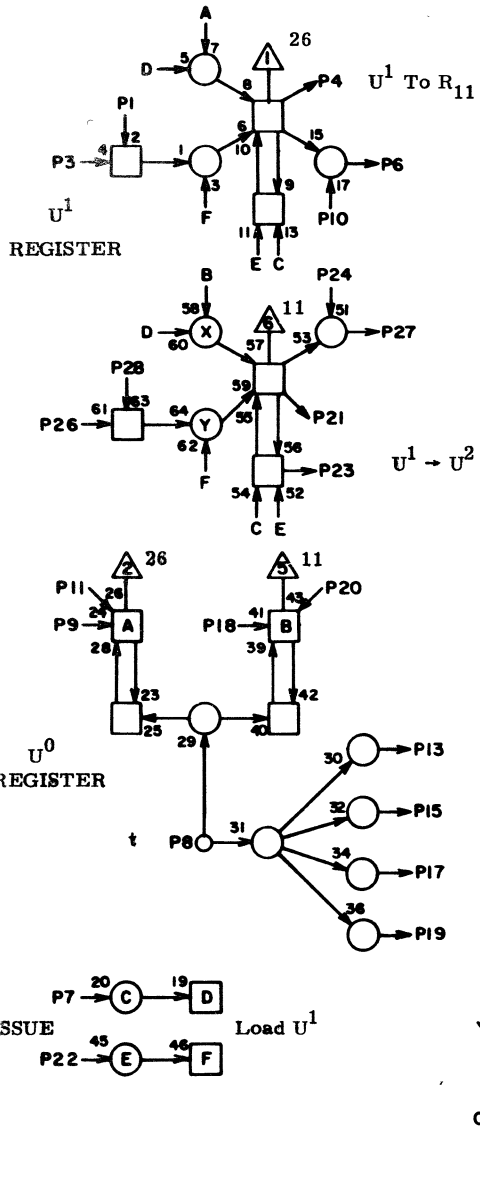 A
7
26
1
D
5
8
P4
U¹ To R₁₁
P1
6
15
4
2
1
10
P3
P6
3
9
17
U¹
F
P10
REGISTER
11
13
E C
B
P24
58
11
6
51
D
X
57
53
P27
60
P28
59
61
63
64
55
P26
Y
P21
62
56
P23
U¹ → U²
F
54
52
C E
2
26
5
11
P11
26
43
P20
24
41
P9
A
P18
B
28
39
23
42
25
29
40
U⁰
REGISTER
30
P13
32
P15
t
P8
31
34
P17
36
P19
20
19
P7
C
D
SSUE
Load U¹
45
46
P22
E
F